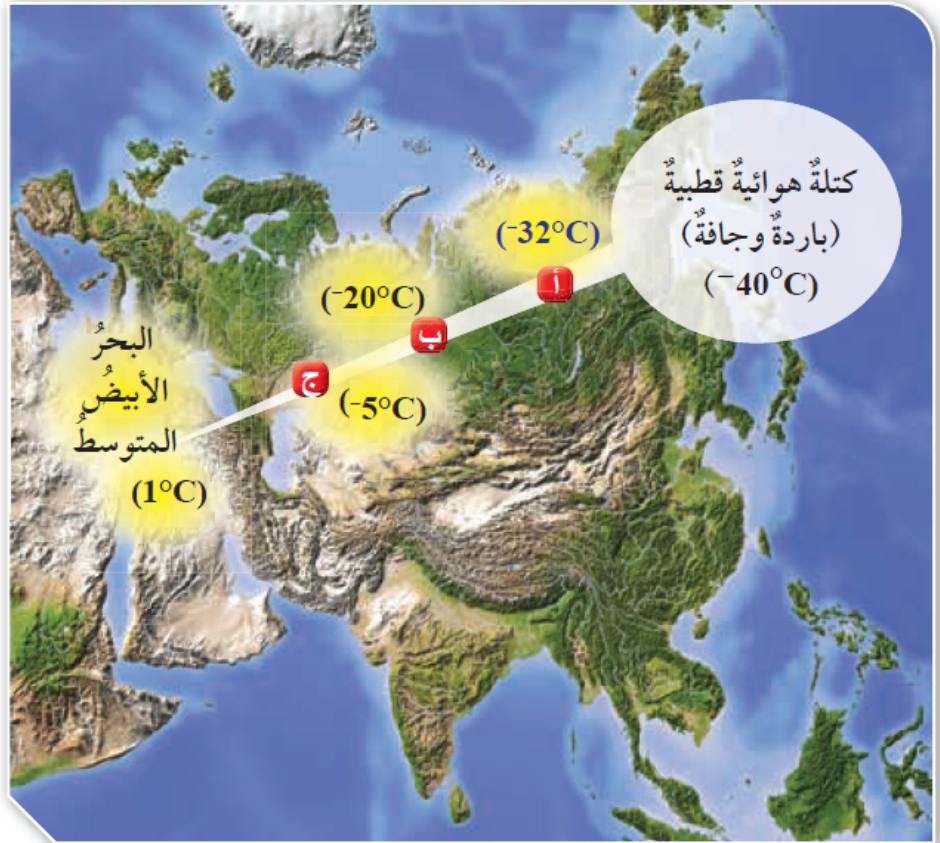 كتلةٌ هوائيةٌ قطبيةٌ
(باردةٌ وجافةٌ)
(⁻40°C)
(⁻32°C)
أ
(⁻20°C)
ب
ج
(⁻5°C)
البحرُ
الأبيضُ
المتوسطُ
(1°C)